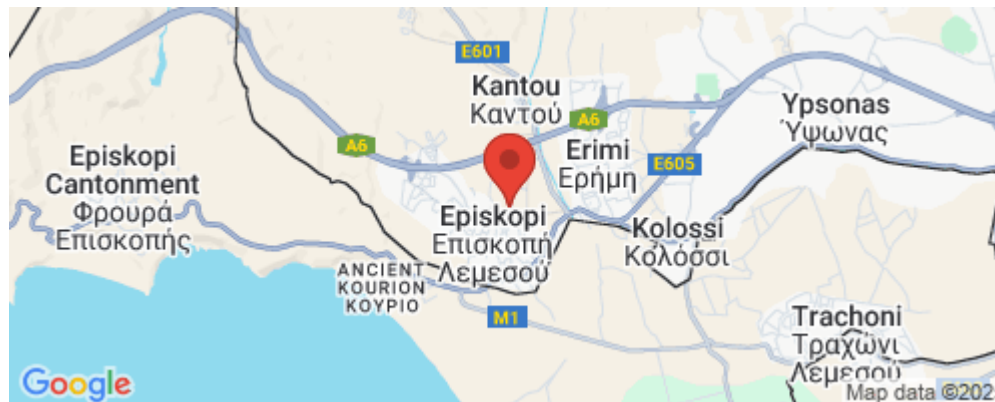 E601
Kantou
Καντού
A6
Ypsonas
Ύψωνας
A6
Episkopi
Cantonment
Φρουρά
Επισκοπής
Erimi
Ερήμη
E605
Episkopi
Επισκοπή
Λεμεσού
Kolossi
Κολόσσι
ANCIENT
KOURION
ΚΟΥΡΙΟ
M1
Trachoni
Τραχώνι
Λεμεσού
Google
Map data ©202